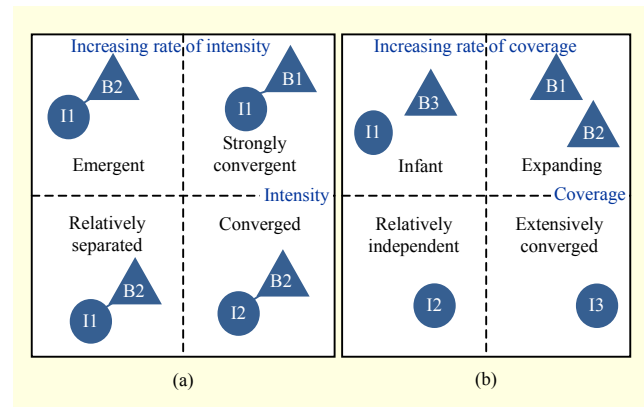 Increasing rate of intensity
B2
I1
Emergent
B1
I1
Strongly
convergent
Intensity
Relatively
separated
B2
I1
Converged
B2
I2
(a)
Increasing rate of coverage
B3
I1
Infant
B1
B2
Expanding
Coverage
Relatively
independent
I2
Extensively
converged
I3
(b)